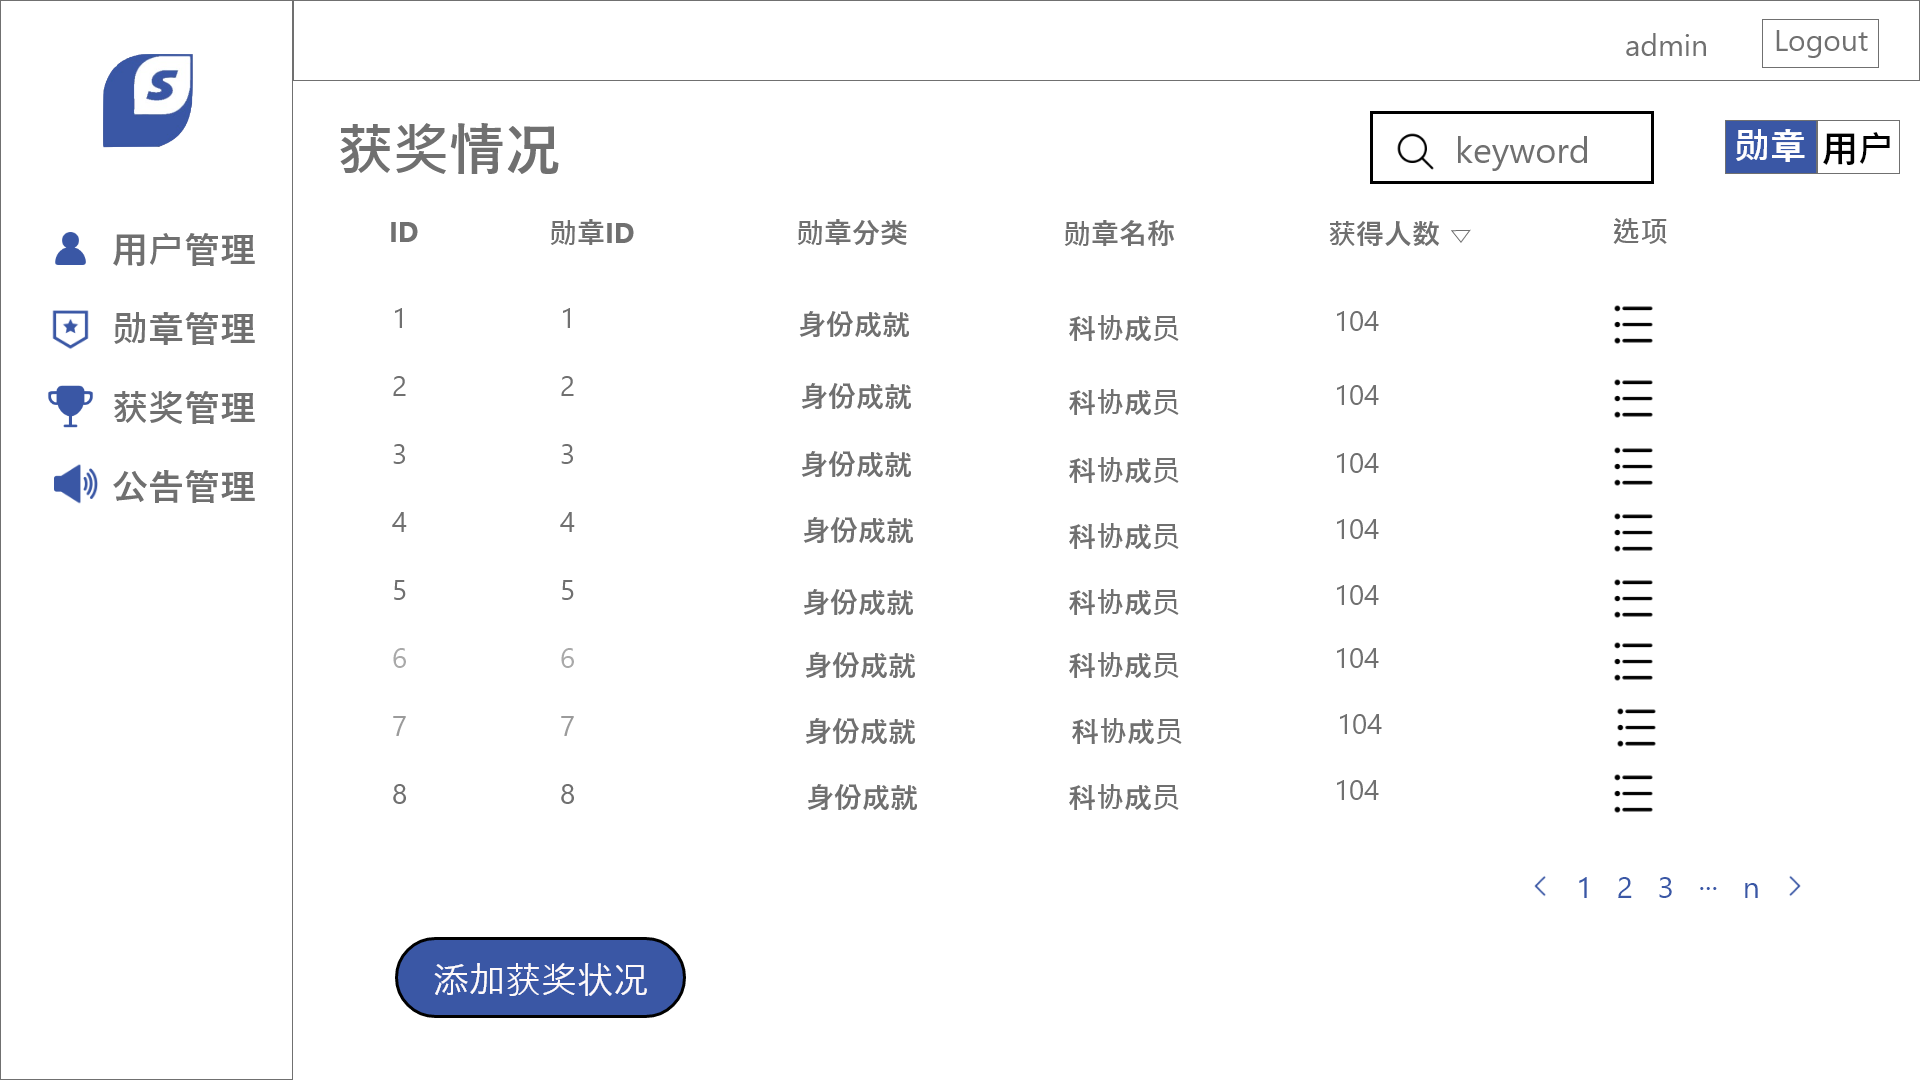 S
admin
Logout
获奖情况
keyword
勋章
用户
用户管理
勋章管理
获奖管理
公告管理
ID 勋章ID 勋章分类 勋章名称 获得人数 选项
1 1 身份成就 科协成员 104
2 2 身份成就 科协成员 104
3 3 身份成就 科协成员 104
4 4 身份成就 科协成员 104
5 5 身份成就 科协成员 104
6 6 身份成就 科协成员 104
7 7 身份成就 科协成员 104
8 8 身份成就 科协成员 104
1 2 3 ... n
添加获奖状况